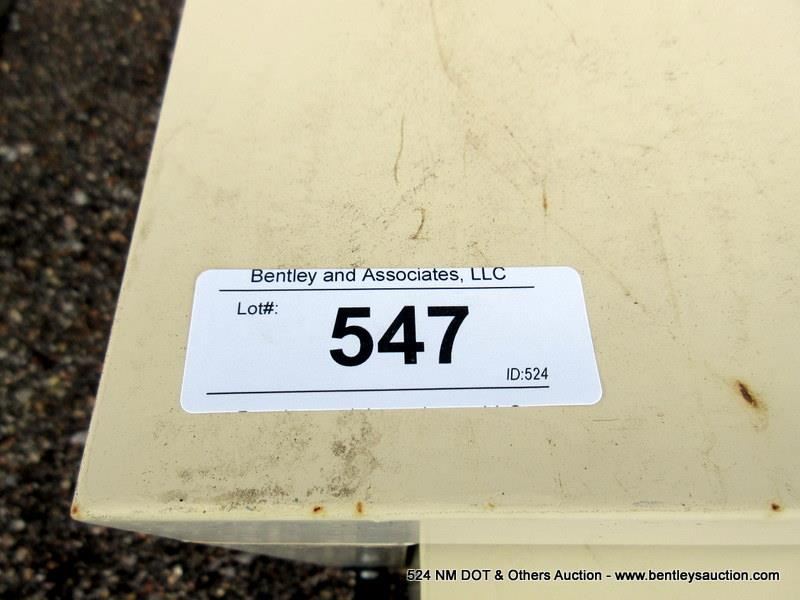 Bentley and Associates, LLC
Lot#:
547
ID:524
524 NM DOT & Others Auction - www.bentleysauction.com